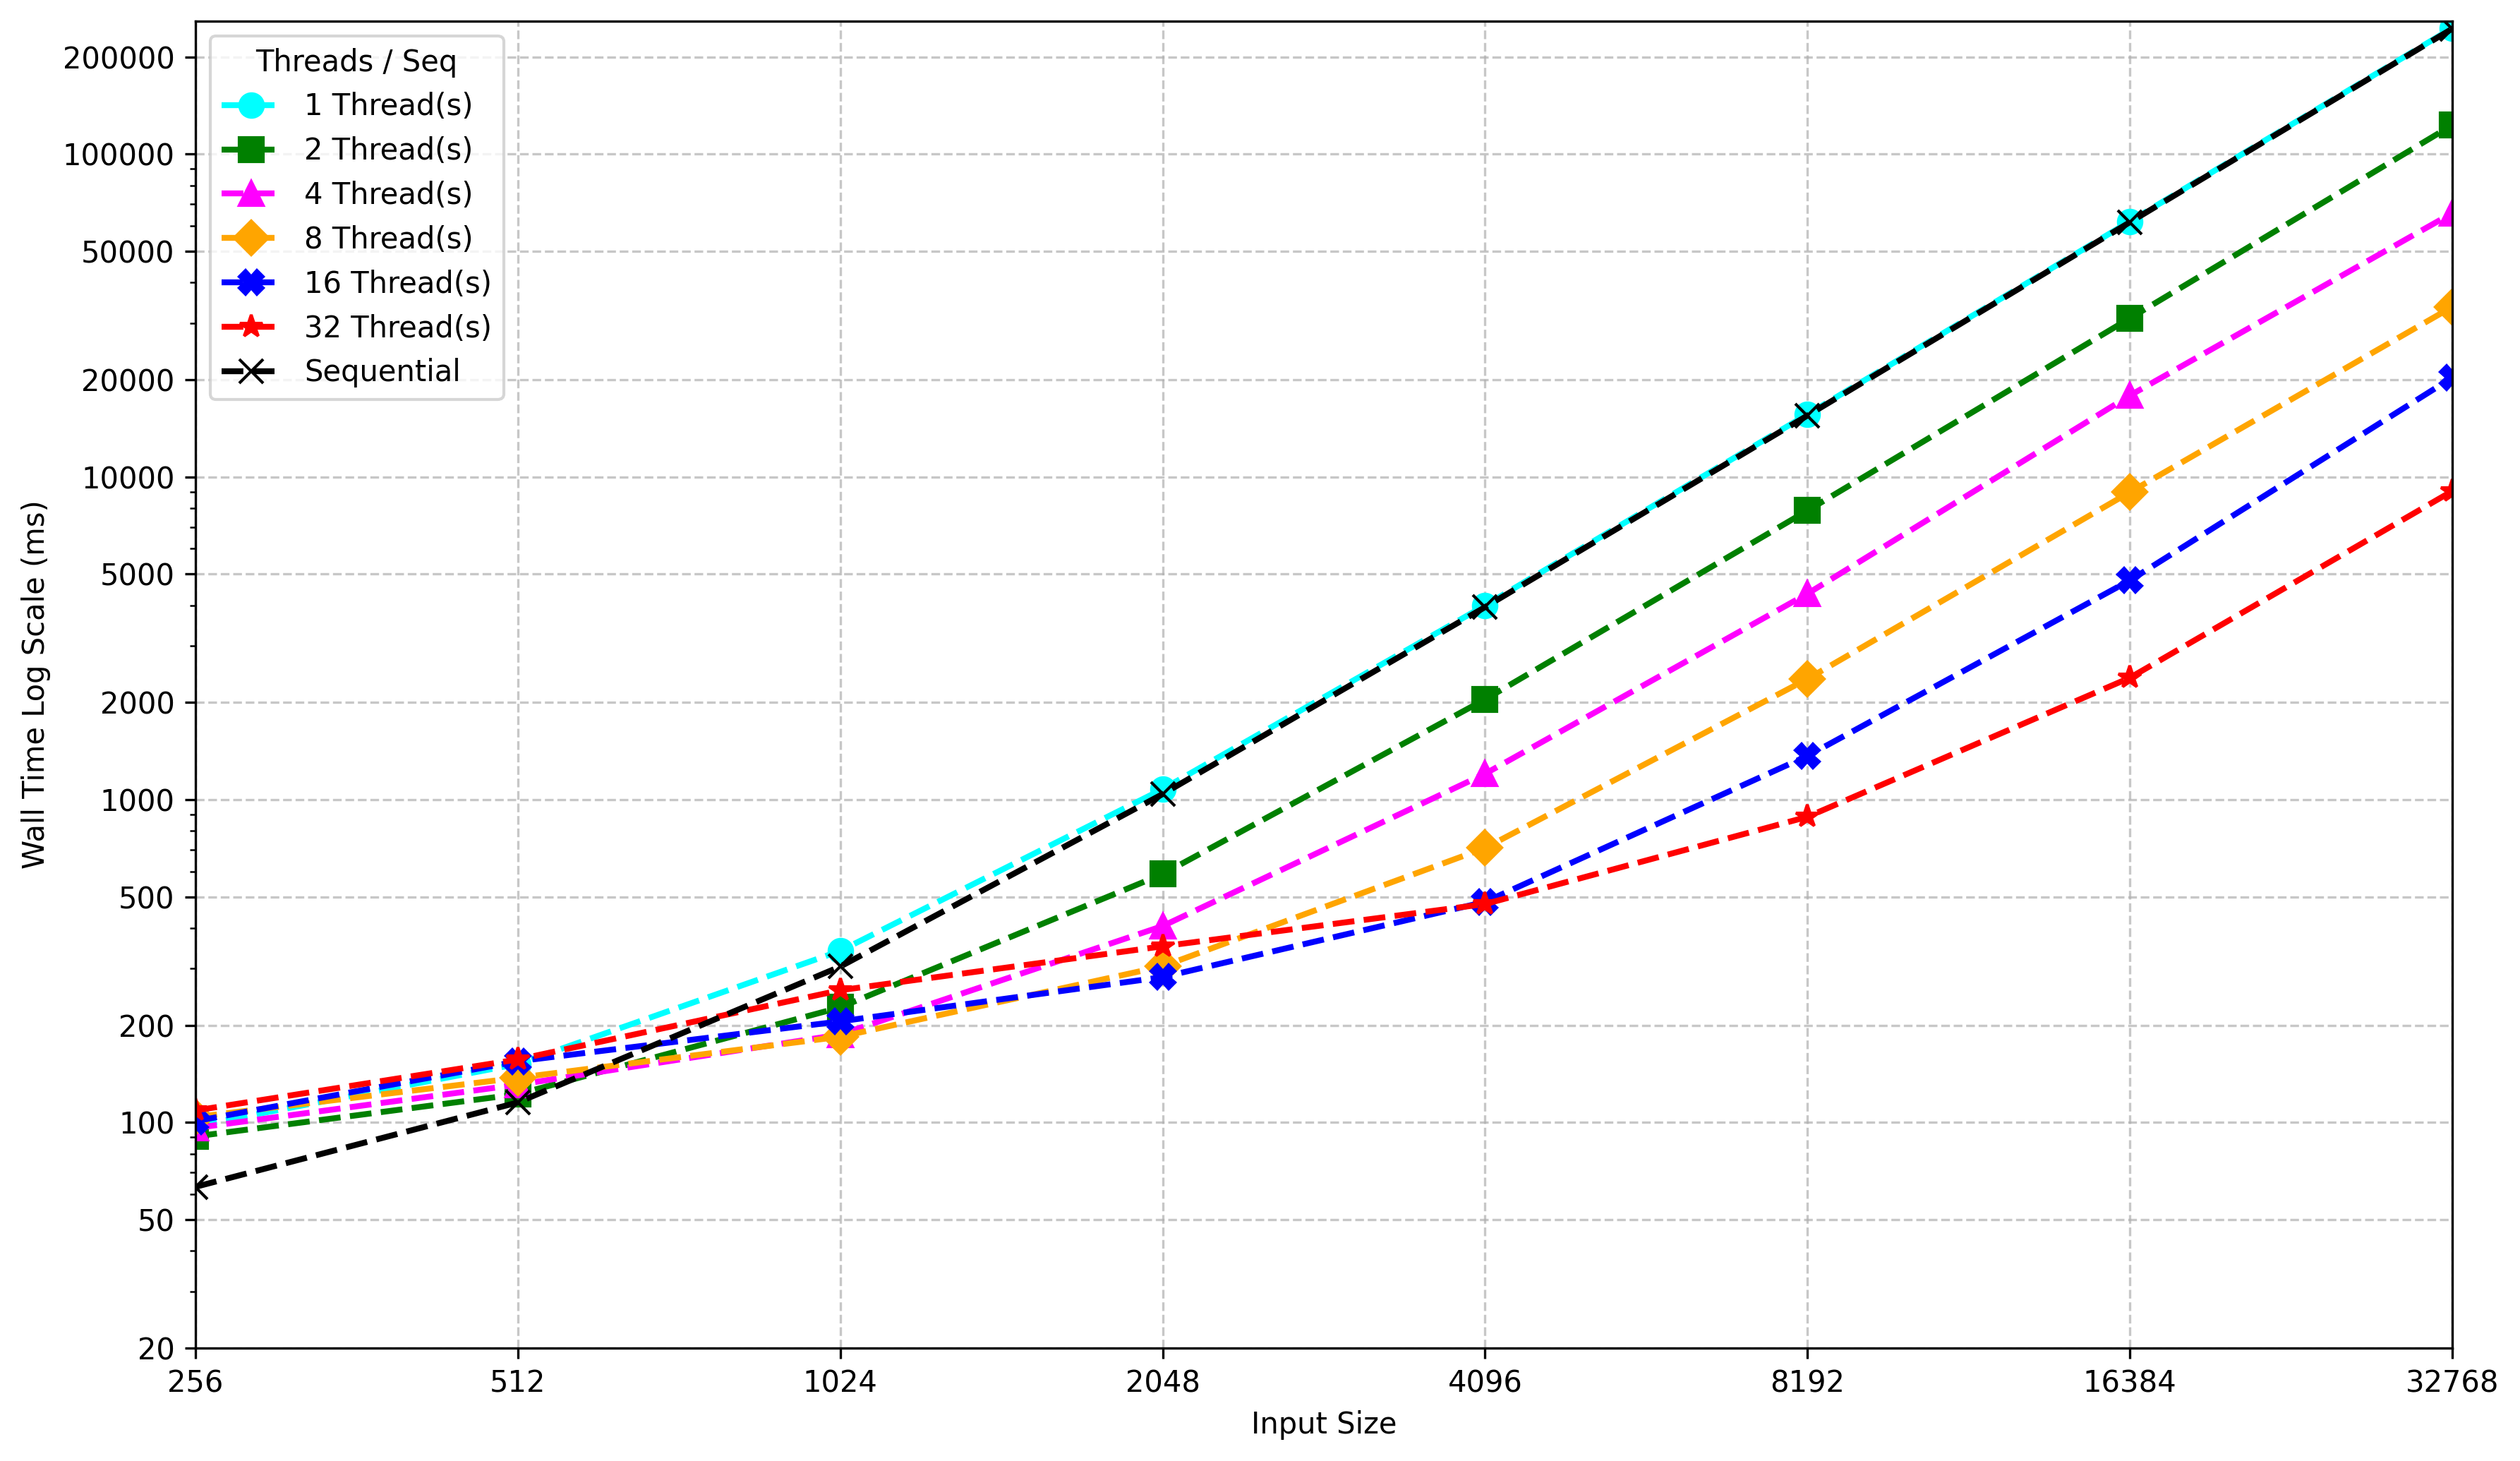 Threads / Seq
1 Thread(s)
2 Thread(s)
4 Thread(s)
8 Thread(s)
16 Thread(s)
32 Thread(s)
Sequential
Wall Time Log Scale (ms)
200000
100000
50000
20000
10000
5000
2000
1000
500
200
100
50
20
256 512 1024 2048 4096 8192 16384 32768
Input Size